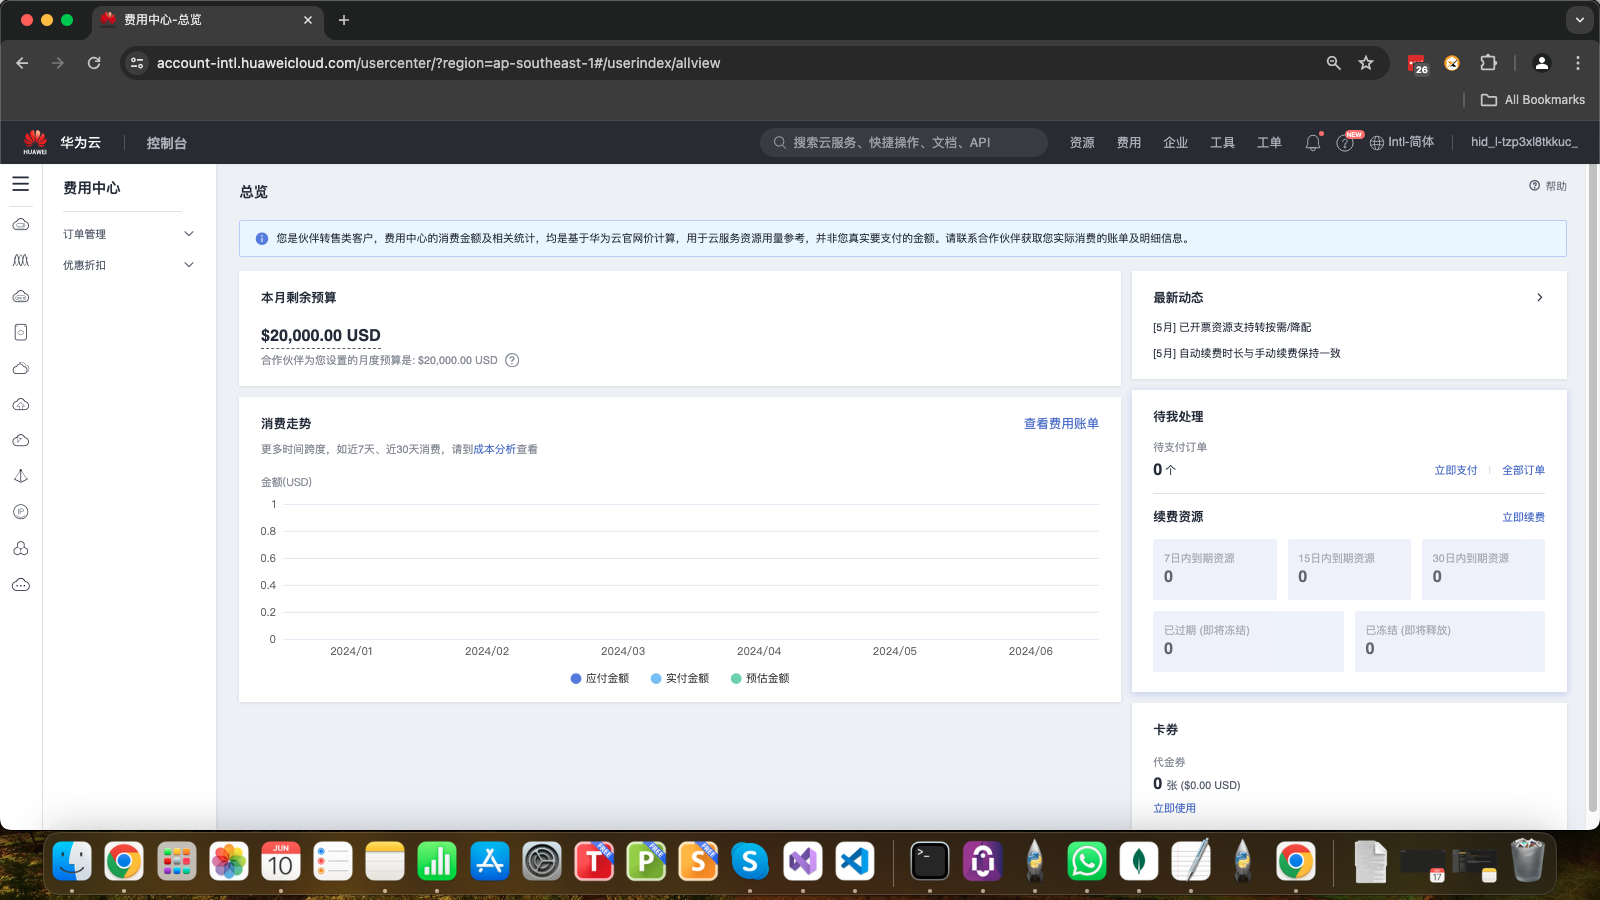 费用中心-总览
account-intl.huaweicloud.com/usercenter/?region=ap-southeast-1#/userindex/allview
26
All Bookmarks
HUAWEI
华为云
控制台
搜索云服务、快捷操作、文档、API
资源
费用
企业
工具
工单
NEW
Intl-简体
hid_l-tzp3xl8tkkuc_
费用中心
订单管理
优惠折扣
IP
总览
帮助
您是伙伴转售类客户，费用中心的消费金额及相关统计，均是基于华为云官网价计算，用于云服务资源用量参考，并非您真实要支付的金额。请联系合作伙伴获取您实际消费的账单及明细信息。
本月剩余预算
$20,000.00 USD
合作伙伴为您设置的月度预算是: $20,000.00 USD
消费走势
查看费用账单
更多时间跨度，如近7天、近30天消费，请到成本分析查看
金额(USD)
1
0.8
0.6
0.4
0.2
0
2024/01
2024/02
2024/03
2024/04
2024/05
2024/06
应付金额
实付金额
预估金额
最新动态
[5月] 已开票资源支持转按需/降配
[5月] 自动续费时长与手动续费保持一致
待我处理
待支付订单
0 个
立即支付
全部订单
续费资源
立即续费
7日内到期资源
0
15日内到期资源
0
30日内到期资源
0
已过期 (即将冻结)
0
已冻结 (即将释放)
0
卡券
代金券
0 张 ($0.00 USD)
立即使用
JUN
10
T
FREE
P
FREE
S
FREE
S
17